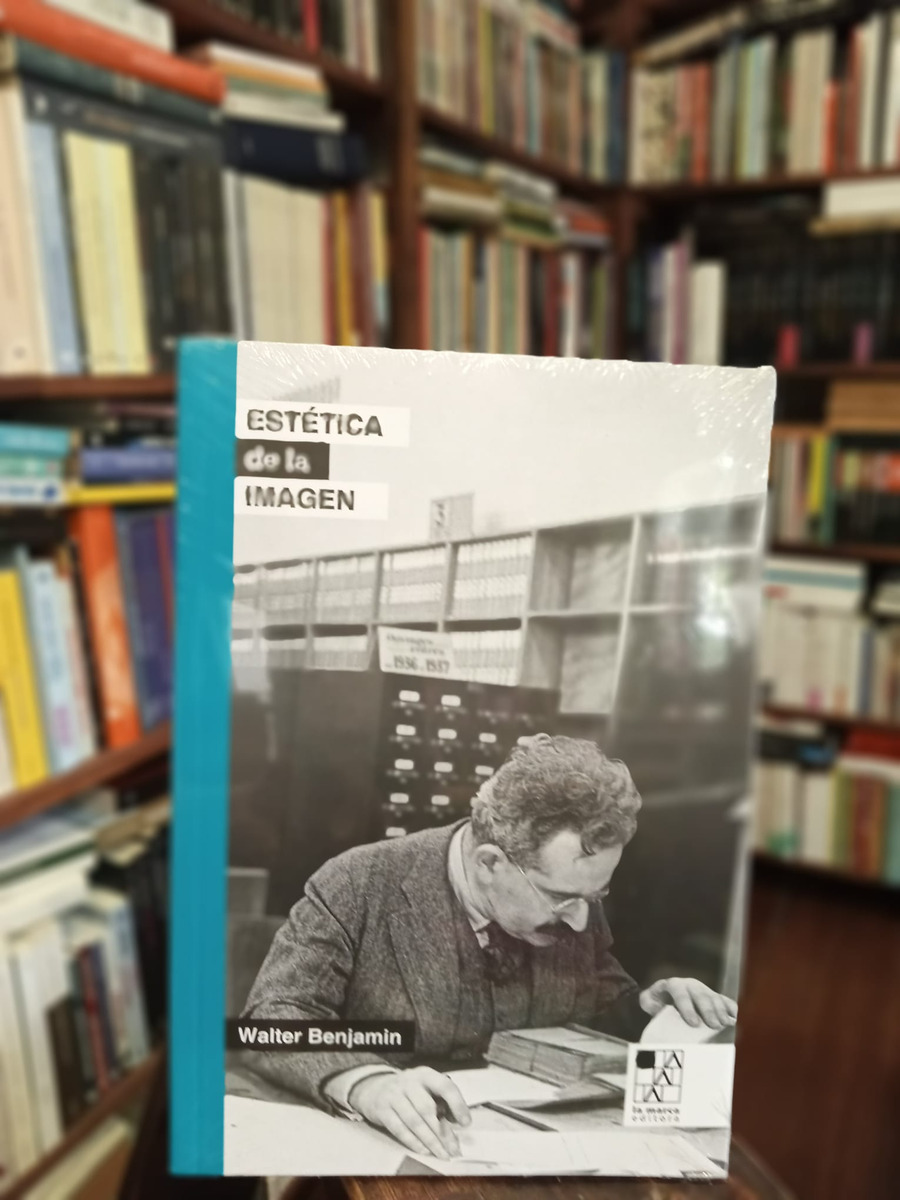 ESTÉTICA
de la
IMAGEN
1936 - 1937
Walter Benjamin
la marca
editora